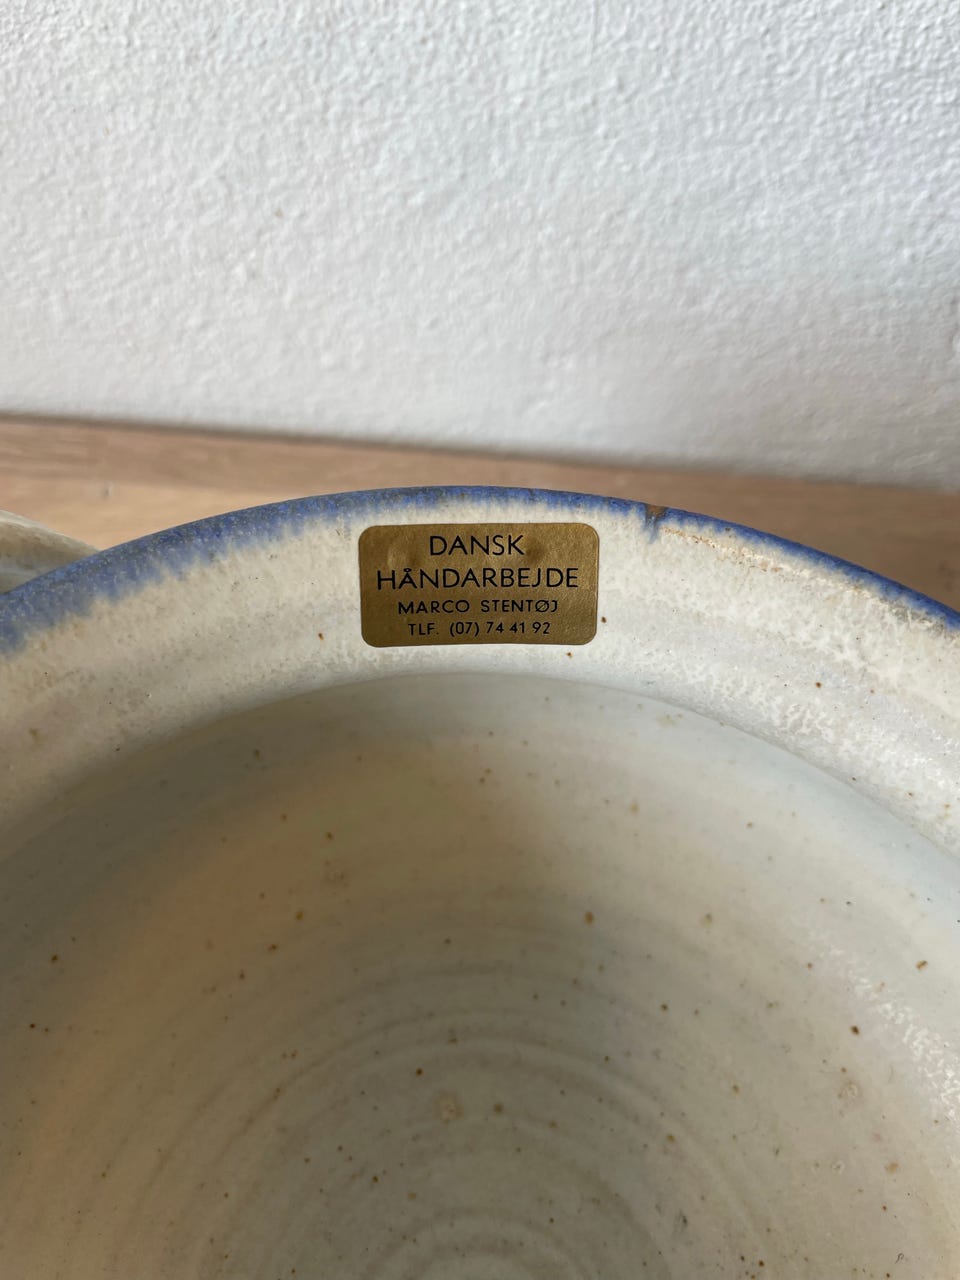 DANSK
HÅNDARBEJDE
MARCO STENTØJ
TLF. (07) 74 41 92